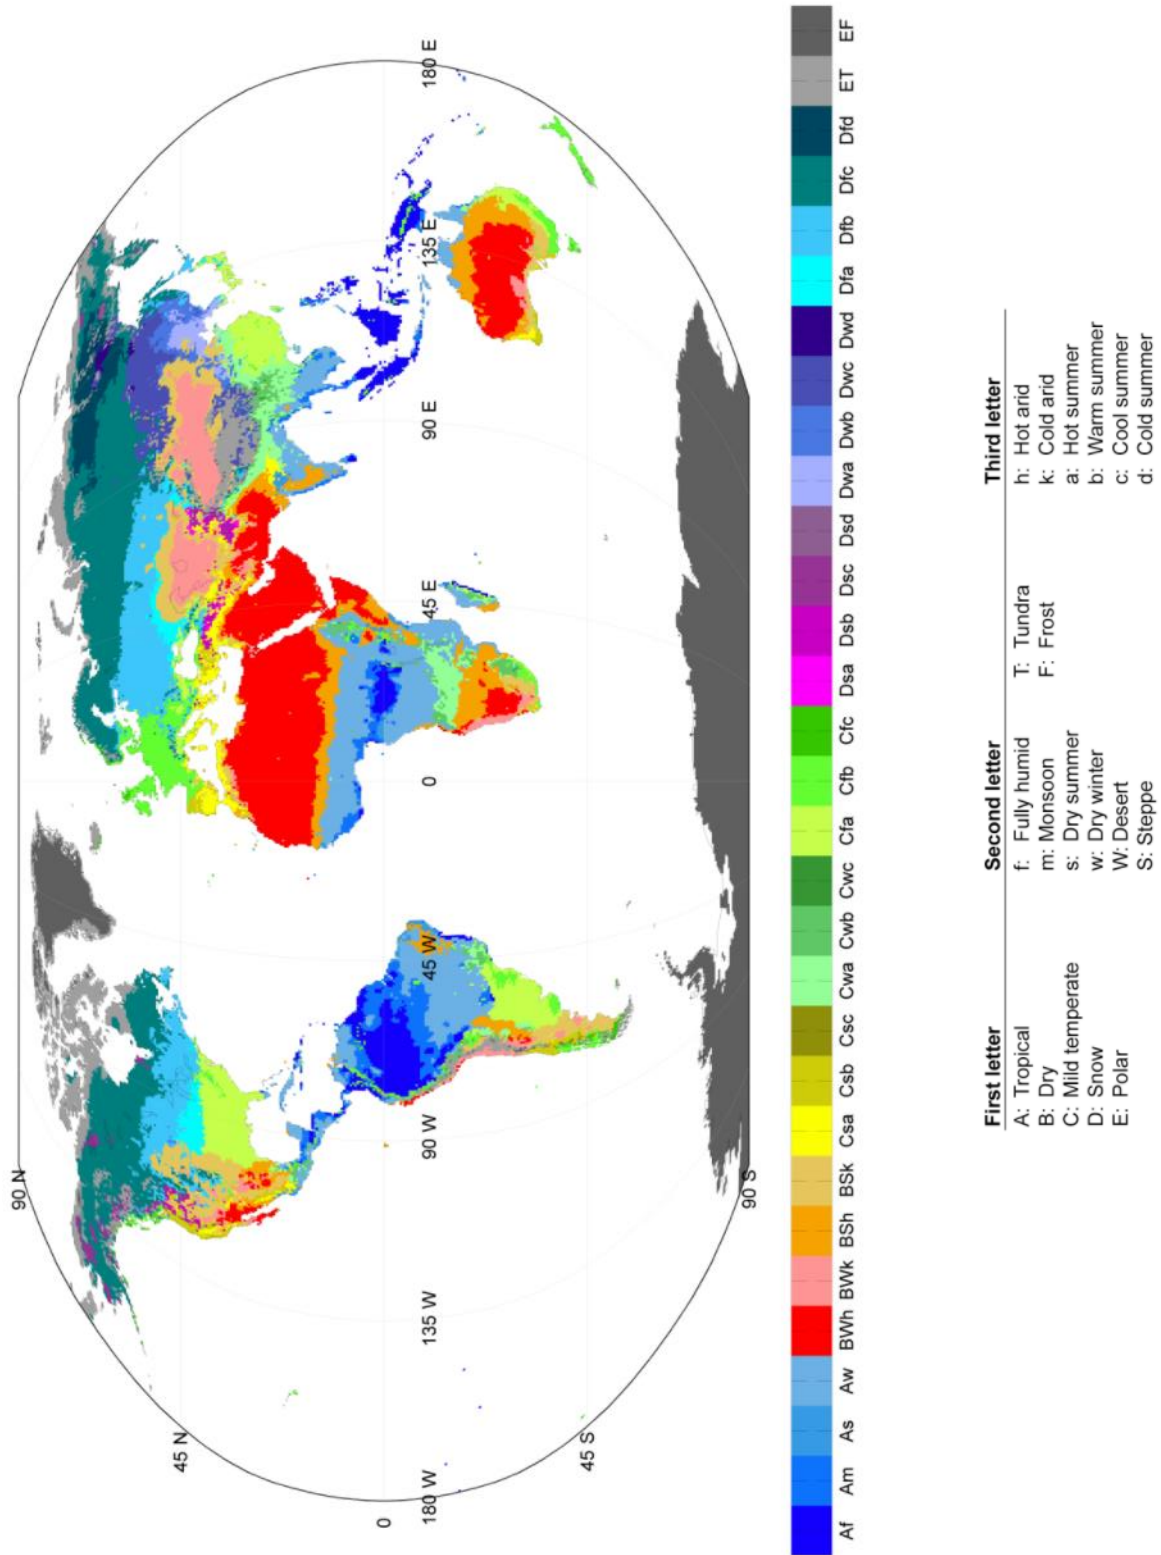 90 N
45 N
0
45 S
90 S
180 W
135 W
90 W
45 W
0
45 E
90 E
135 E
180 E
Af Am As Aw BWh BWk BSh BSk Csa Csb Csc Cwa Cwb Cwc Cfa Cfb Cfc Dsa Dsb Dsc Dsd Dwa Dwb Dwc Dwd Dfa Dfb Dfc Dfd ET EF
First letter
A: Tropical
B: Dry
C: Mild temperate
D: Snow
E: Polar
Second letter
f: Fully humid
m: Monsoon
s: Dry summer
w: Dry winter
W: Desert
S: Steppe
T: Tundra
F: Frost
Third letter
h: Hot arid
k: Cold arid
a: Hot summer
b: Warm summer
c: Cool summer
d: Cold summer